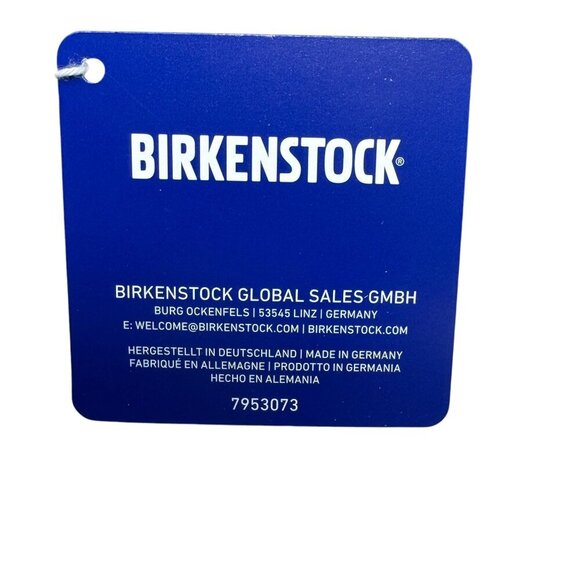 BIRKENSTOCK®
BIRKENSTOCK GLOBAL SALES GMBH
BURG OCKENFELS | 53545 LINZ | GERMANY
E: WELCOME@BIRKENSTOCK.COM | BIRKENSTOCK.COM
HERGESTELLT IN DEUTSCHLAND | MADE IN GERMANY
FABRIQUÉ EN ALLEMAGNE | PRODOTTO IN GERMANIA
HECHO EN ALEMANIA
7953073